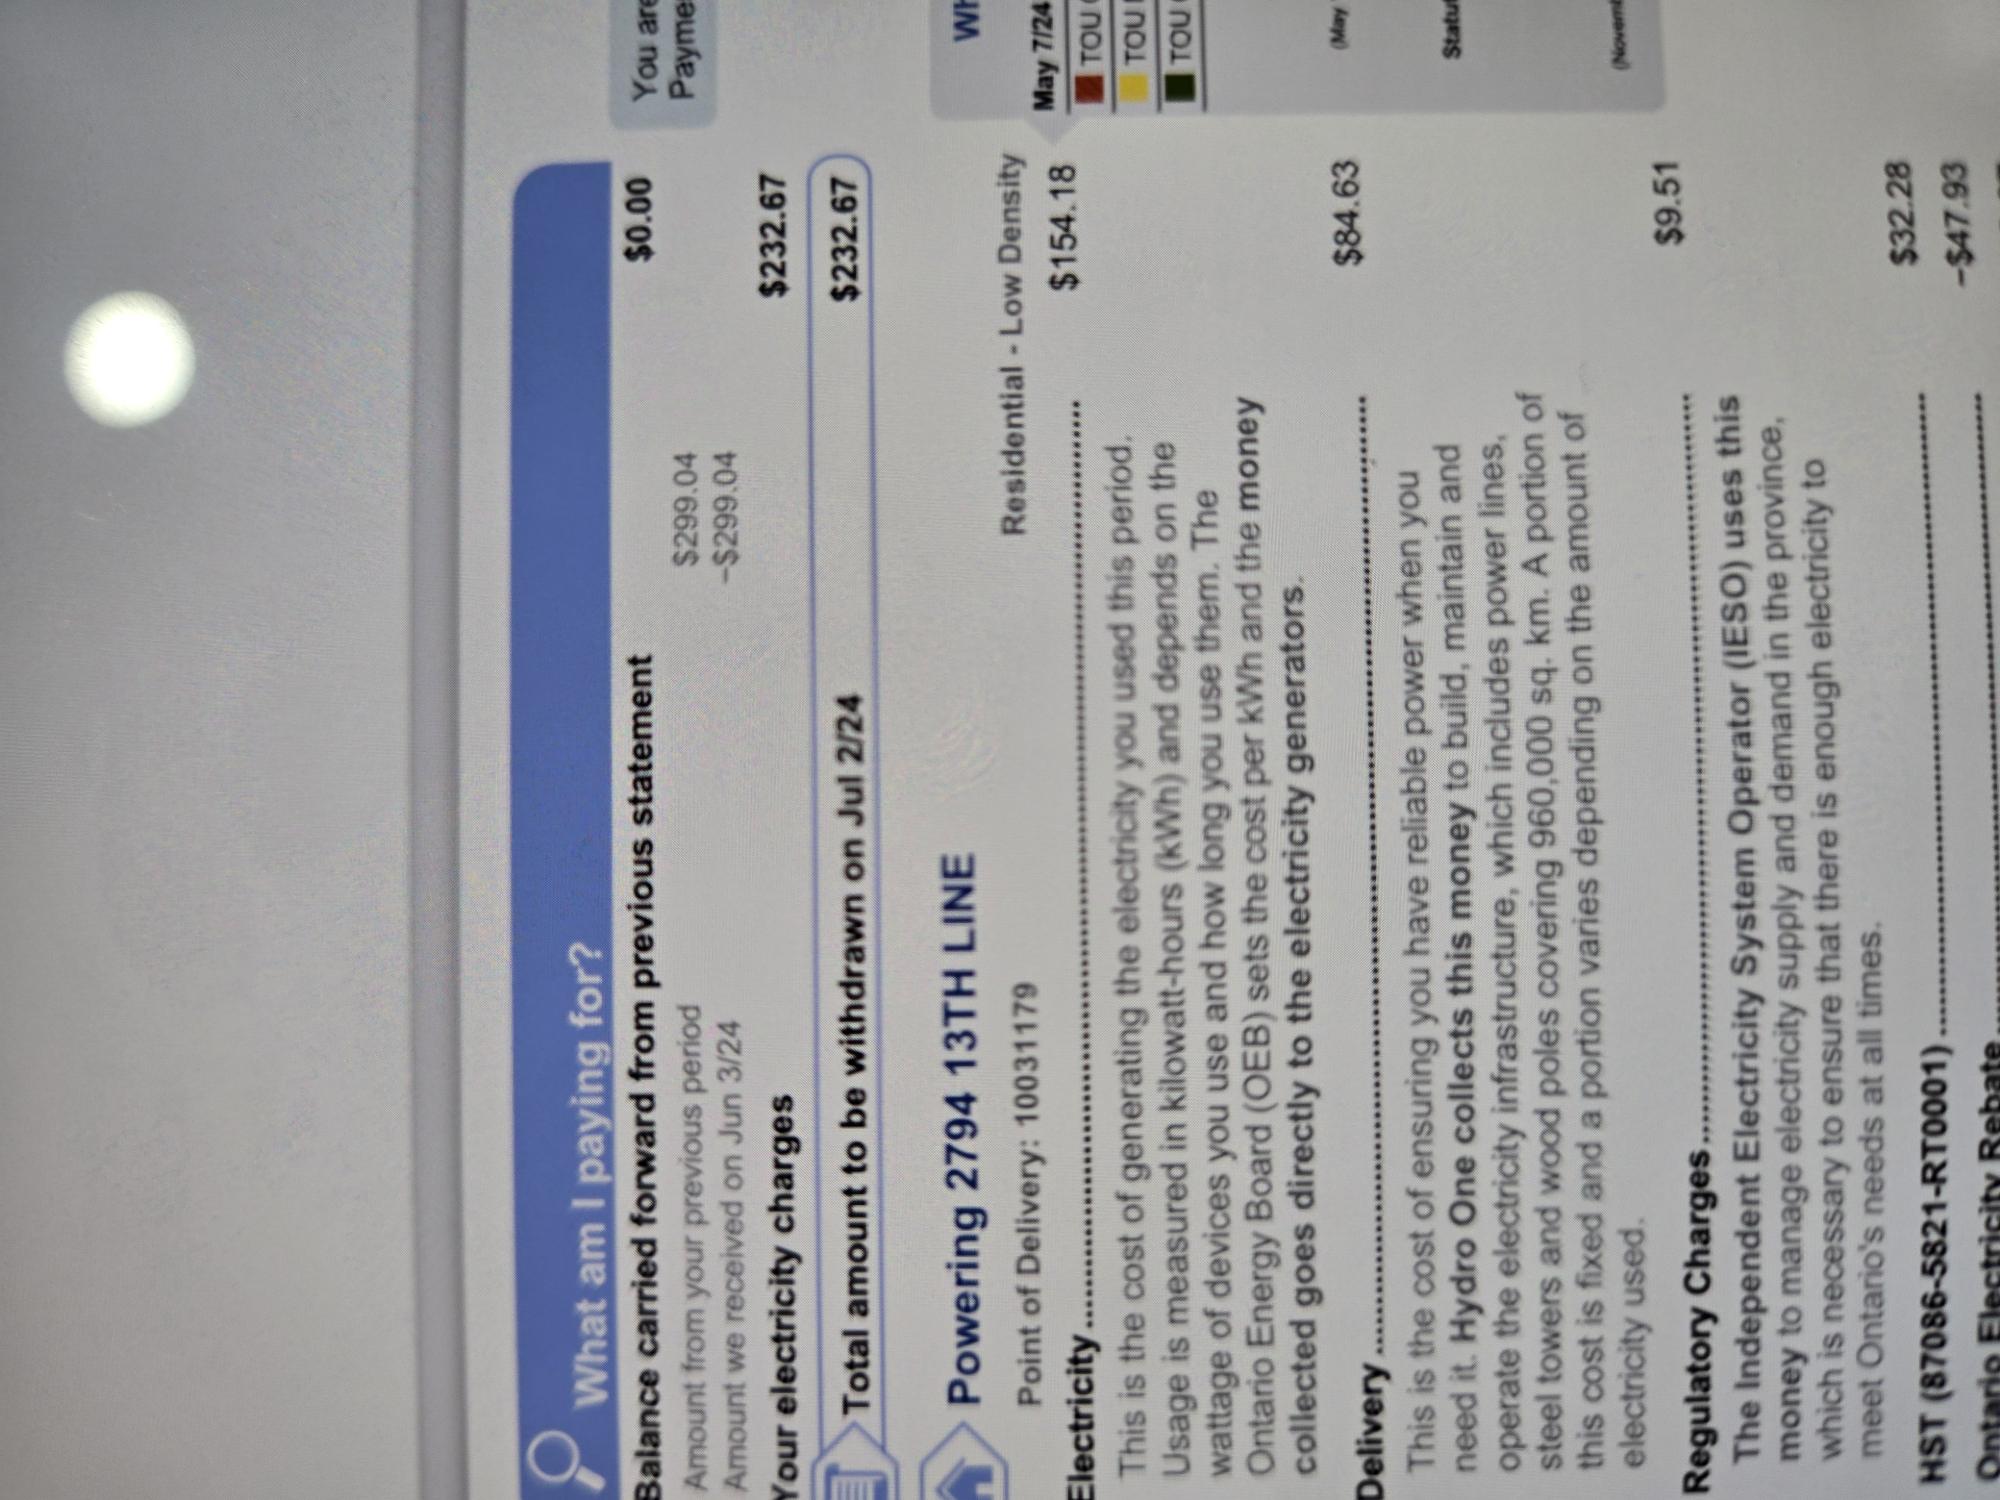 What am I paying for?
Balance carried forward from previous statement $0.00
Amount from your previous period $299.04
Amount we received on Jun 3/24 –$299.04
Your electricity charges $232.67
Total amount to be withdrawn on Jul 2/24 $232.67
You are
Payme
Powering 2794 13TH LINE
Point of Delivery: 10031179 Residential - Low Density
Electricity $154.18
This is the cost of generating the electricity you used this period.
Usage is measured in kilowatt-hours (kWh) and depends on the
wattage of devices you use and how long you use them. The
Ontario Energy Board (OEB) sets the cost per kWh and the money
collected goes directly to the electricity generators.
Delivery $84.63
This is the cost of ensuring you have reliable power when you
need it. Hydro One collects this money to build, maintain and
operate the electricity infrastructure, which includes power lines,
steel towers and wood poles covering 960,000 sq. km. A portion of
this cost is fixed and a portion varies depending on the amount of
electricity used.
Regulatory Charges $9.51
The Independent Electricity System Operator (IESO) uses this
money to manage electricity supply and demand in the province,
which is necessary to ensure that there is enough electricity to
meet Ontario's needs at all times.
HST (87086-5821-RT0001) $32.28
Ontario Electricity Rebate –$47.93
Wh
May 7/24
TOU
TOU
TOU
(May
Statut
(Novemb